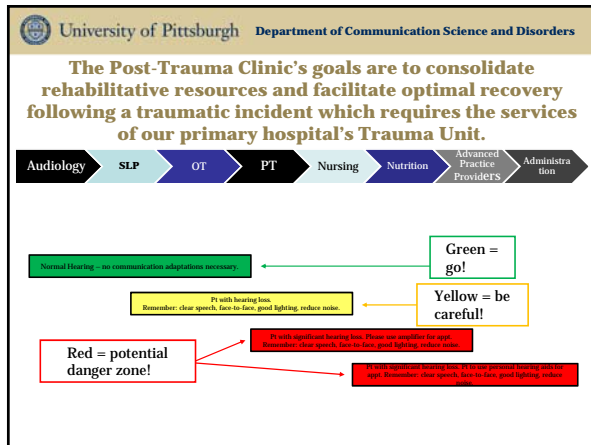 University of Pittsburgh Department of Communication Science and Disorders
The Post-Trauma Clinic's goals are to consolidate
rehabilitative resources and facilitate optimal recovery
following a traumatic incident which requires the services
of our primary hospital's Trauma Unit.
Audiology
SLP
OT
PT
Nursing
Nutrition
Advanced
Practice
Providers
Administra
tion
Green =
go!
Normal Hearing – no communication adaptations necessary.
Yellow = be
careful!
Pt with hearing loss.
Remember: clear speech, face-to-face, good lighting, reduce noise.
Red = potential
danger zone!
Pt with significant hearing loss. Please use amplifier for appt.
Remember: clear speech, face-to-face, good lighting, reduce noise.
Pt with significant hearing loss. Pt to use personal hearing aids for
appt. Remember: clear speech, face-to-face, good lighting, reduce
noise.